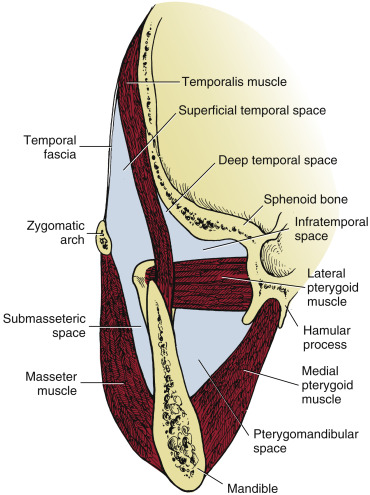 Temporalis muscle
Superficial temporal space
Temporal
fascia
Deep temporal space
Sphenoid bone
Zygomatic
arch
Infratemporal
space
Lateral
pterygoid
muscle
Submasseteric
space
Hamular
process
Masseter
muscle
Medial
pterygoid
muscle
Pterygomandibular
space
Mandible